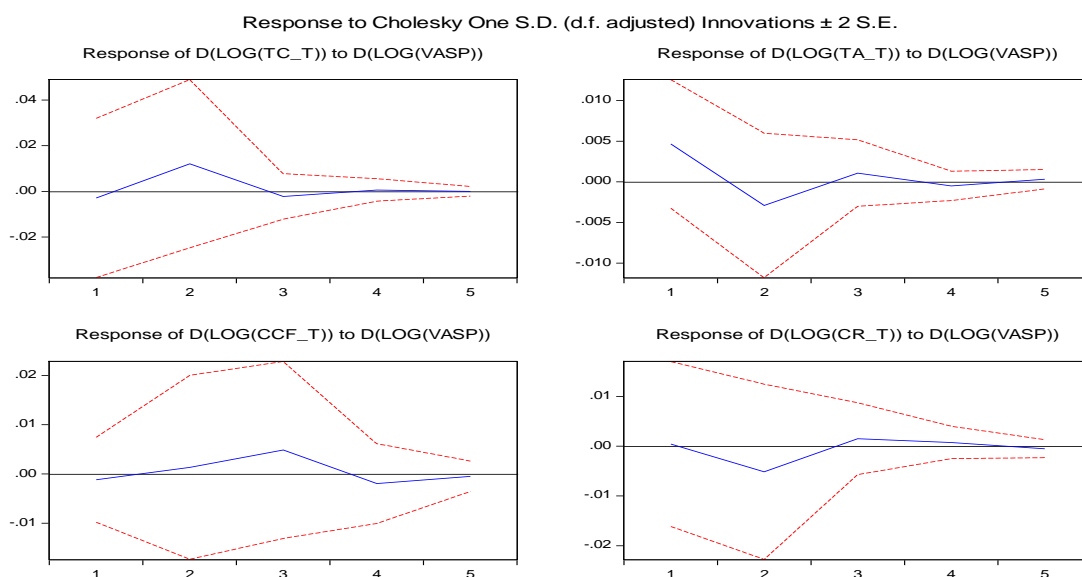 Response to Cholesky One S.D. (d.f. adjusted) Innovations ± 2 S.E.
Response of D(LOG(TC_T)) to D(LOG(VASP))
.04
.02
.00
-.02
1 2 3 4 5
Response of D(LOG(TA_T)) to D(LOG(VASP))
.010
.005
.000
-.005
-.010
1 2 3 4 5
Response of D(LOG(CCF_T)) to D(LOG(VASP))
.02
.01
.00
-.01
1 2 3 4 5
Response of D(LOG(CR_T)) to D(LOG(VASP))
.01
.00
-.01
-.02
1 2 3 4 5